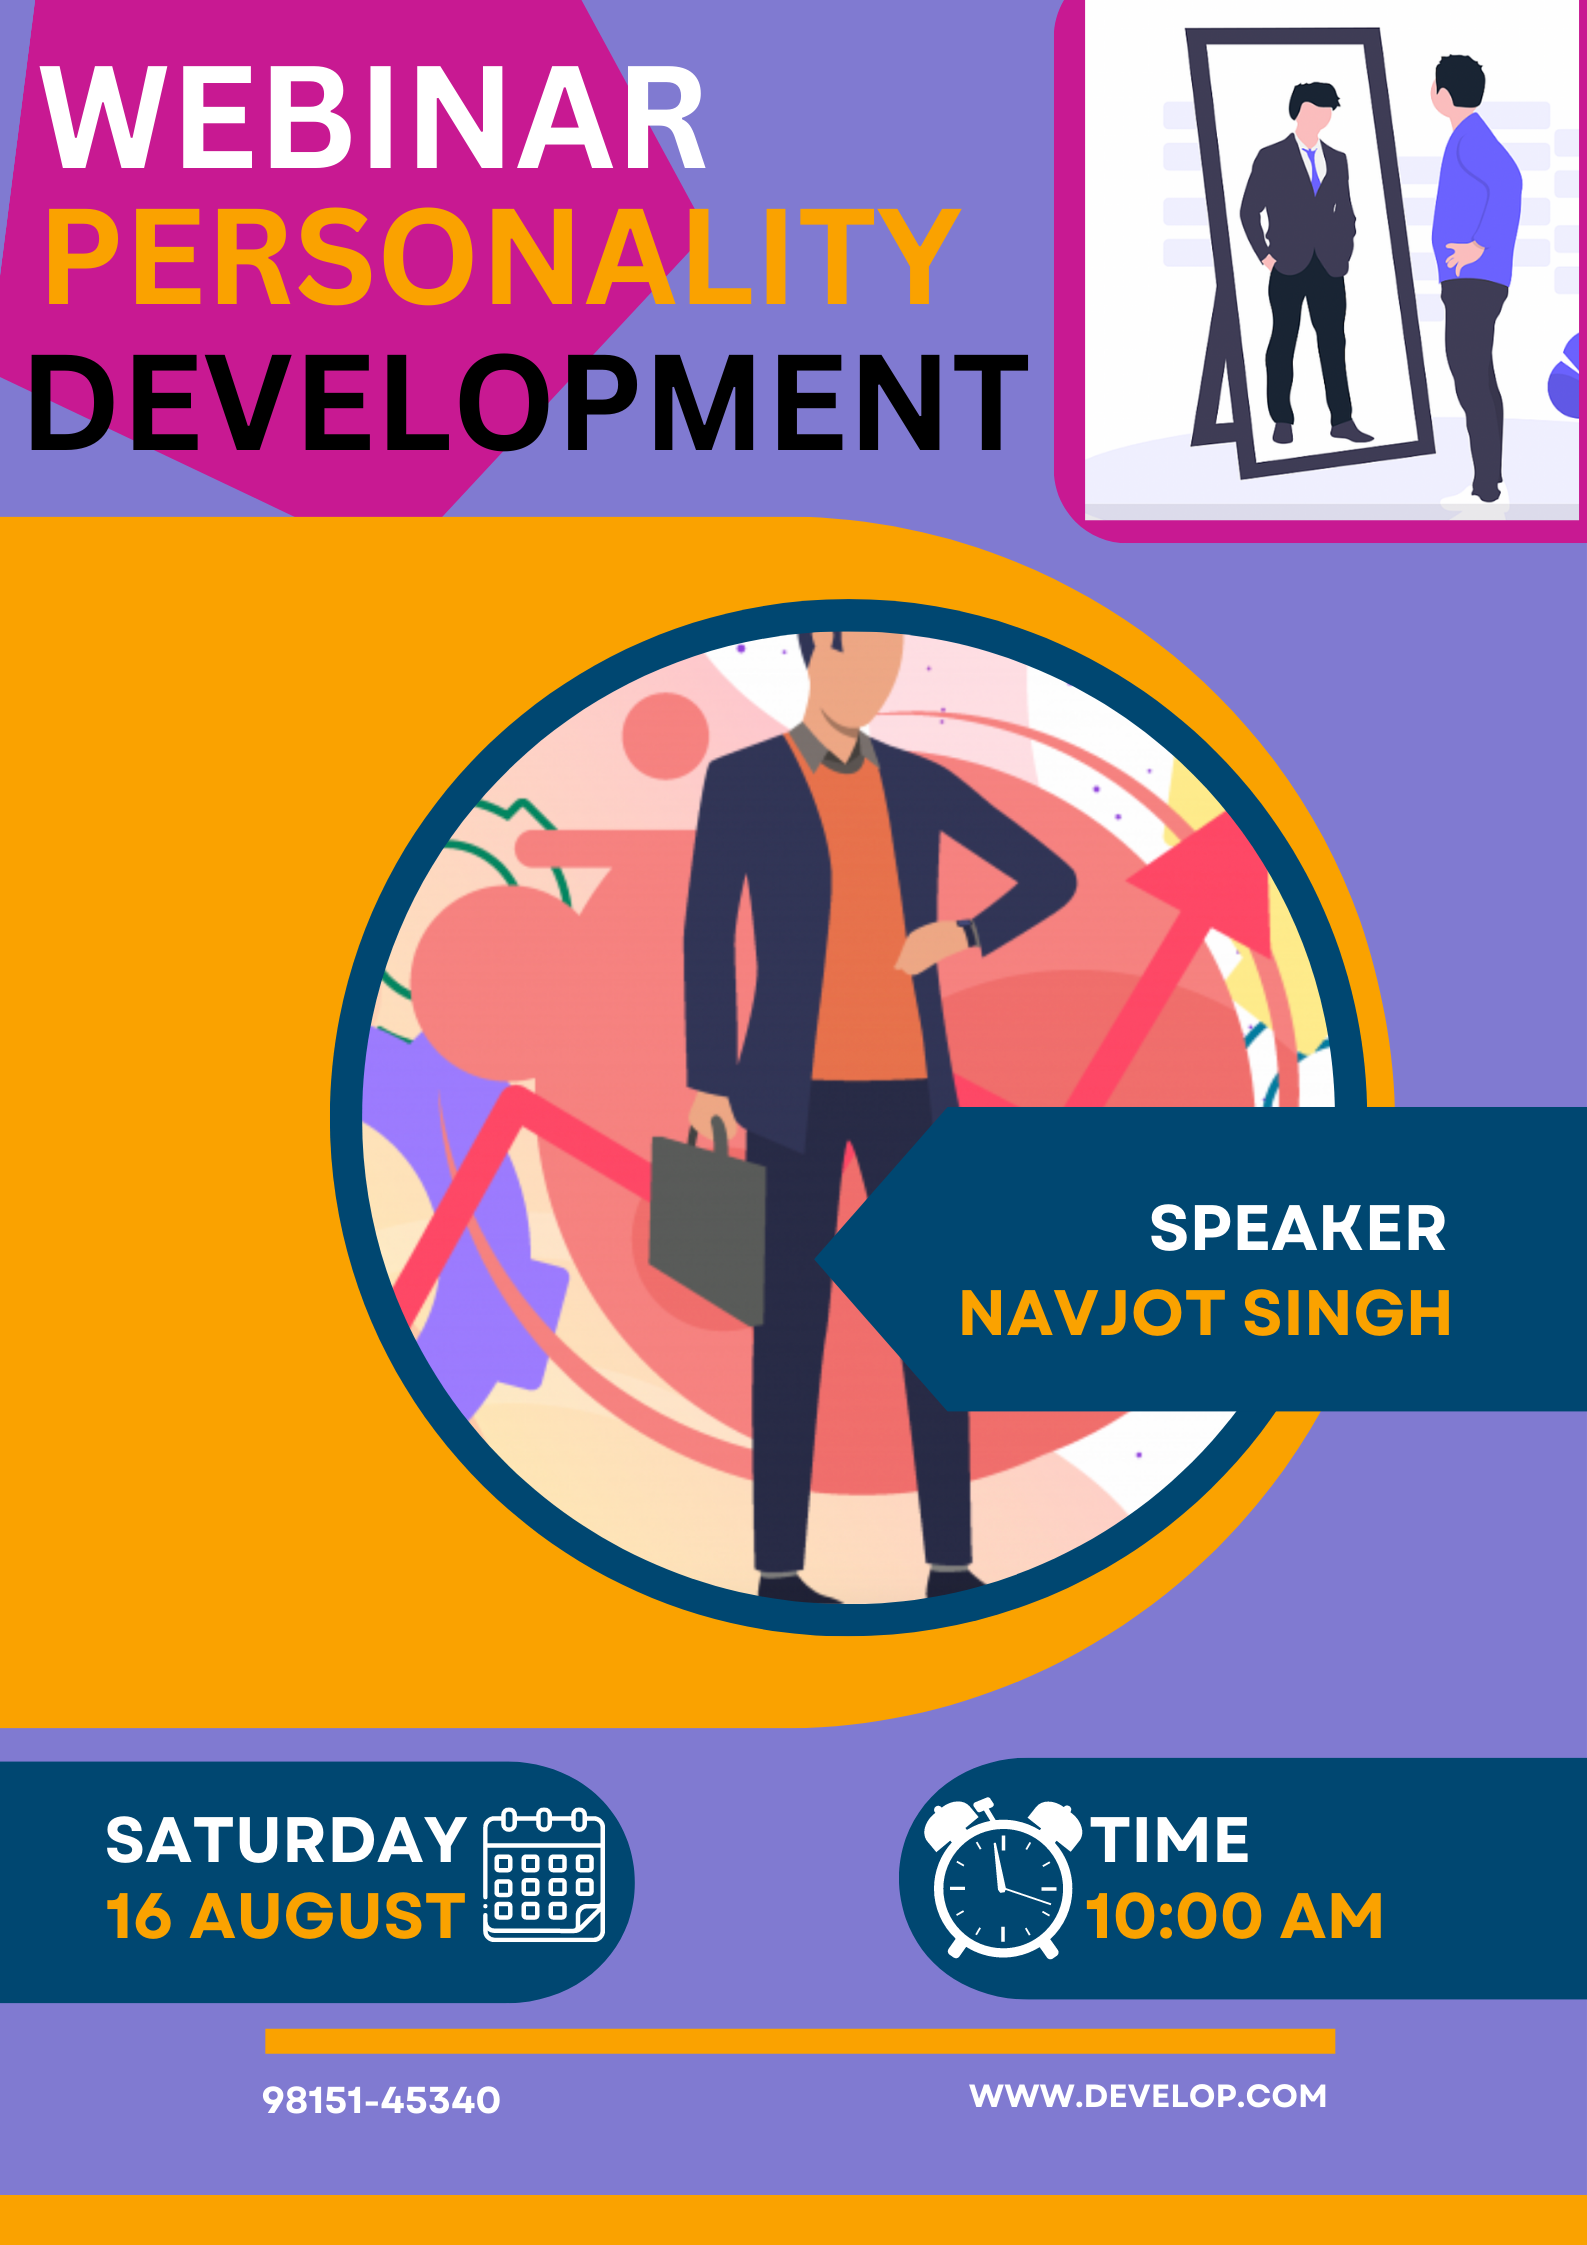 WEBINAR
PERSONALITY
DEVELOPMENT
SPEAKER
NAVJOT SINGH
SATURDAY
16 AUGUST
TIME
10:00 AM
98151-45340
WWW.DEVELOP.COM